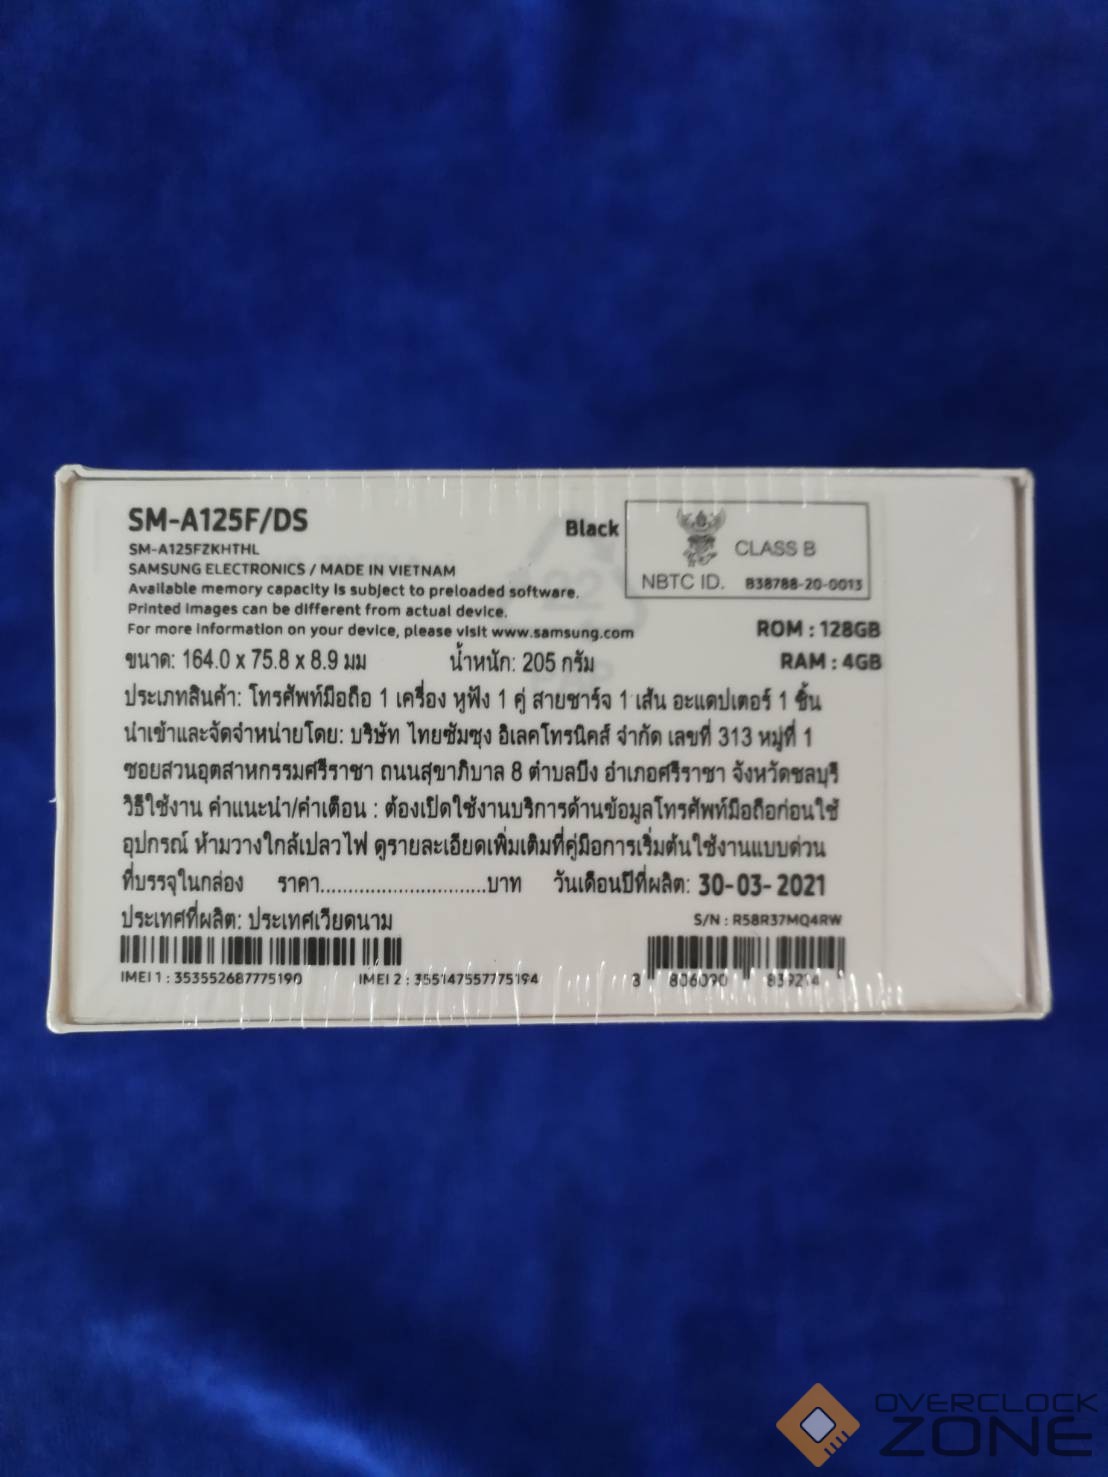 SM-A125F/DS
Black
SM-A125FZKHTHL
CLASS B
SAMSUNG ELECTRONICS / MADE IN VIETNAM
NBTC ID. B38788-20-0013
Available memory capacity is subject to preloaded software.
Printed images can be different from actual device.
For more information on your device, please visit www.samsung.com
ROM : 128GB
ขนาด: 164.0 x 75.8 x 8.9 มม น้ำหนัก: 205 กรัม
RAM : 4GB
ประเภทสินค้า: โทรศัพท์มือถือ 1 เครื่อง หูฟัง 1 คู่ สายชาร์จ 1 เส้น อะแดปเตอร์ 1 ชิ้น
นำเข้าและจัดจำหน่ายโดย: บริษัท ไทยซัมซุง อิเลคโทรนิคส์ จำกัด เลขที่ 313 หมู่ที่ 1
ซอยสวนอุตสาหกรรมศรีราชา ถนนสุขาภิบาล 8 ตำบลบึง อำเภอศรีราชา จังหวัดชลบุรี
วิธีใช้งาน คำแนะนำ/คำเตือน : ต้องเปิดใช้งานบริการด้านข้อมูลโทรศัพท์มือถือก่อนใช้
อุปกรณ์ ห้ามวางใกล้เปลวไฟ ดูรายละเอียดเพิ่มเติมที่คู่มือการเริ่มต้นใช้งานแบบด่วน
ที่บรรจุในกล่อง ราคา..............................บาท วันเดือนปีที่ผลิต: 30-03-2021
ประเทศที่ผลิต: ประเทศเวียดนาม
S/N : R58R37MQ4RW
IMEI 1 : 353552687775190 IMEI 2 : 355147557775194
8 806090 839214
OVERCLOCK
ZONE